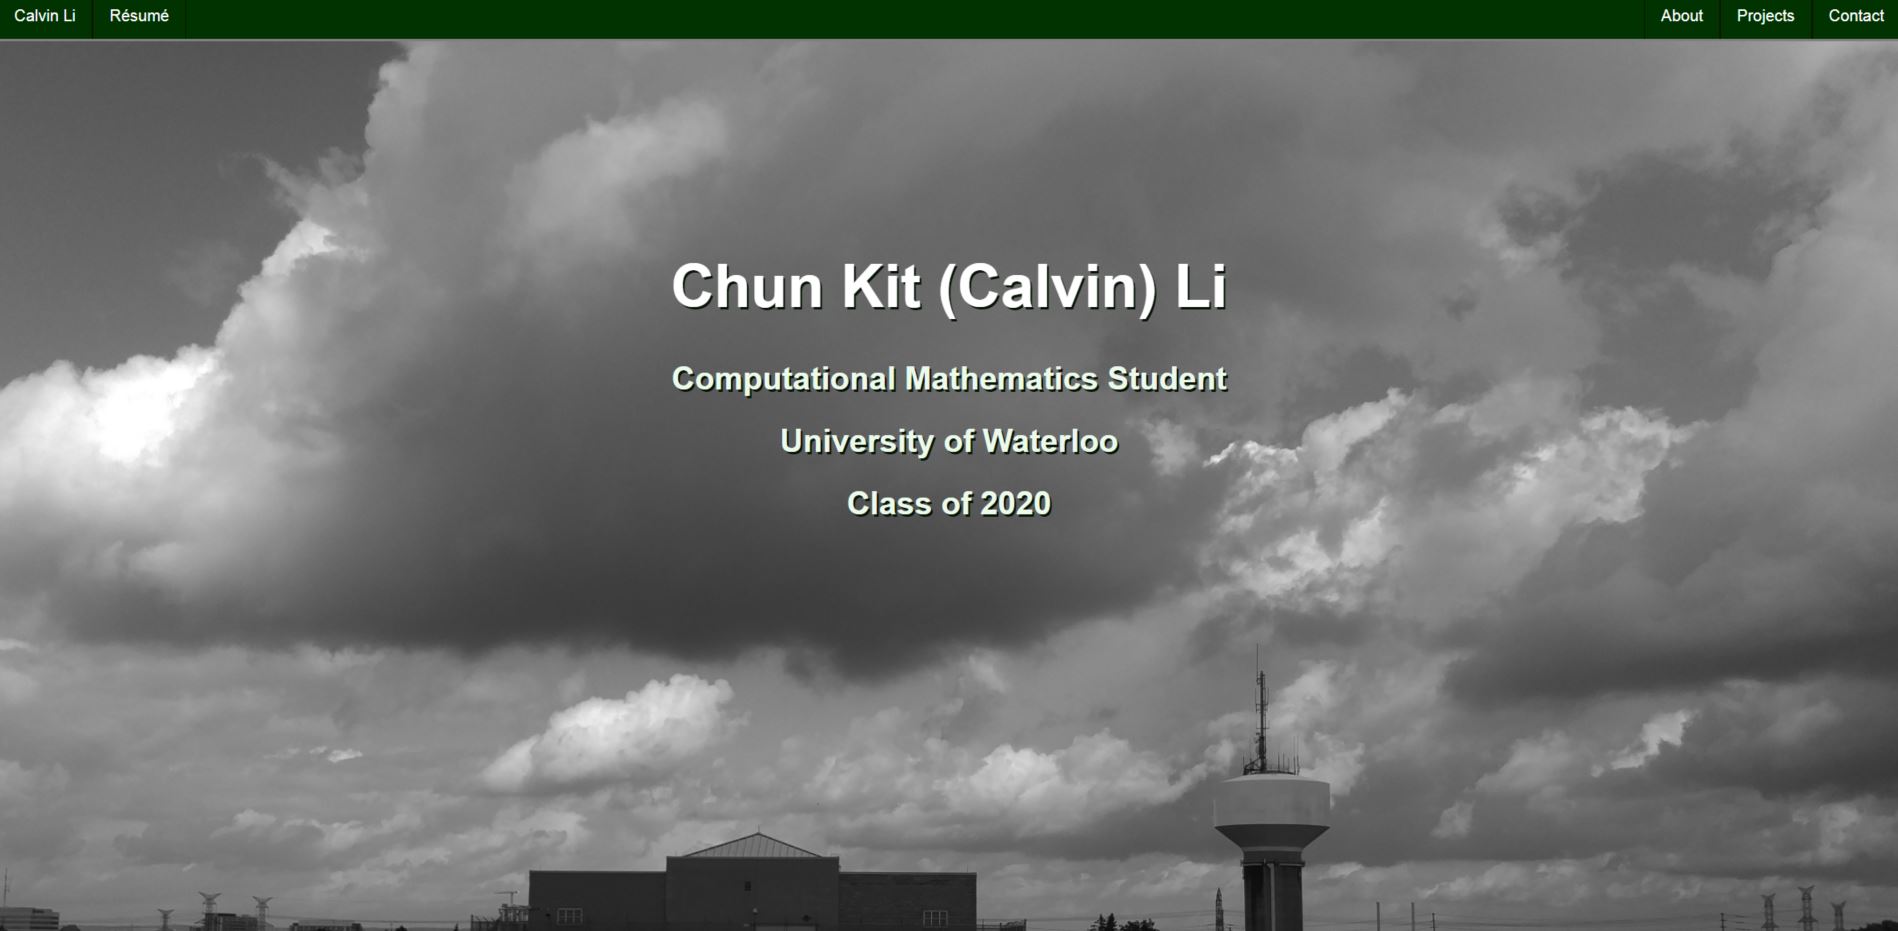 Calvin Li Résumé About Projects Contact
Chun Kit (Calvin) Li
Computational Mathematics Student
University of Waterloo
Class of 2020